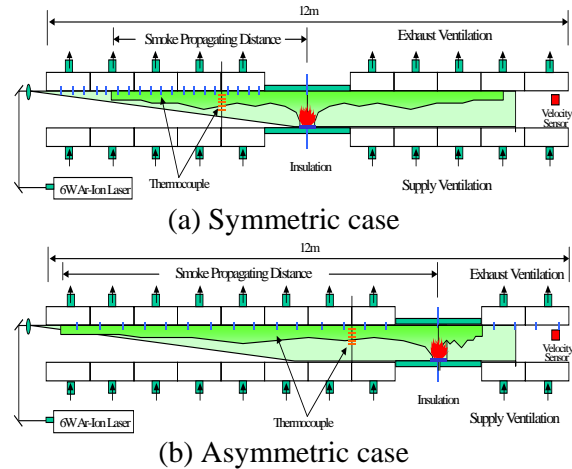 12m
Smoke Propagating Distance
Exhaust Ventilation
Velocity
Sensor
Insulation
Thermocouple
6W Ar-Ion Laser
Supply Ventilation
(a) Symmetric case
12m
Smoke Propagating Distance
Exhaust Ventilation
Velocity
Sensor
Insulation
Thermocouple
6W Ar-Ion Laser
Supply Ventilation
(b) Asymmetric case